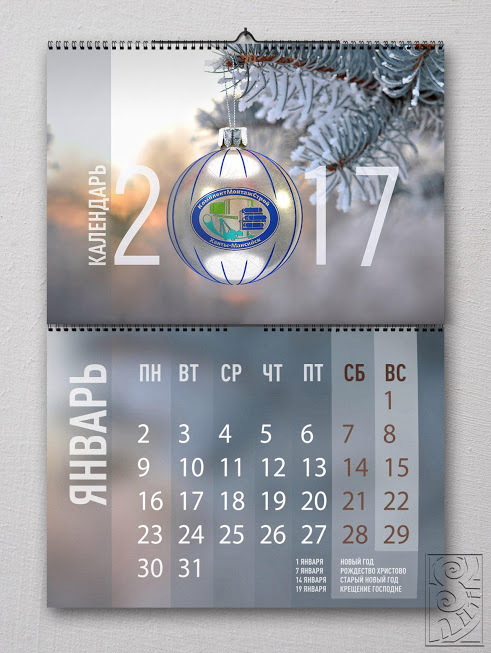 КАЛЕНДАРЬ
2 17
КомплектМонтажСтрой
Ханты-Мансийск
ЯНВАРЬ
ПН ВТ СР ЧТ ПТ СБ ВС
1
2 3 4 5 6 7 8
9 10 11 12 13 14 15
16 17 18 19 20 21 22
23 24 25 26 27 28 29
30 31
1 ЯНВАРЯ НОВЫЙ ГОД
7 ЯНВАРЯ РОЖДЕСТВО ХРИСТОВО
14 ЯНВАРЯ СТАРЫЙ НОВЫЙ ГОД
19 ЯНВАРЯ КРЕЩЕНИЕ ГОСПОДНЕ